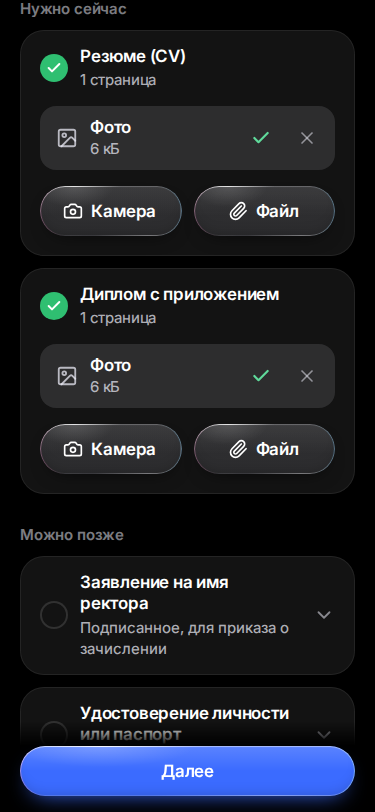 Нужно сейчас
Резюме (CV)
1 страница
Фото
6 кБ
Камера
Файл
Диплом с приложением
1 страница
Фото
6 кБ
Камера
Файл
Можно позже
Заявление на имя
ректора
Подписанное, для приказа о
зачислении
Удостоверение личности
или паспорт
Далее